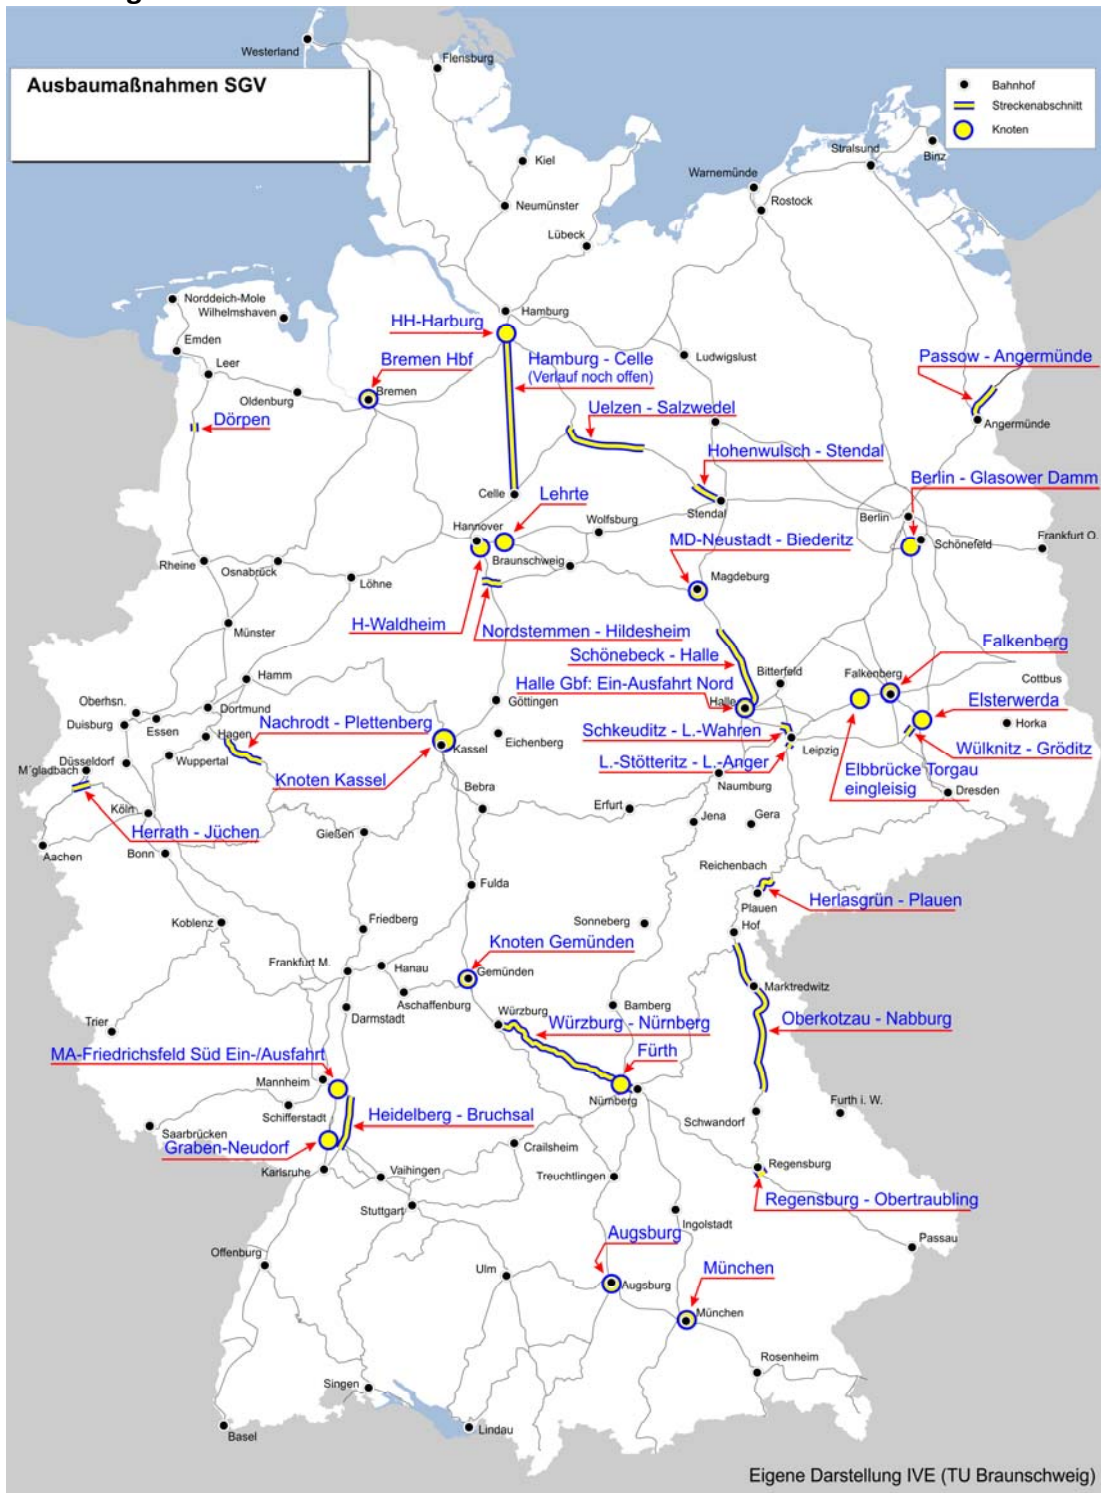 Westerland
Flensburg
Ausbaumaßnahmen SGV
Bahnhof
Streckenabschnitt
Knoten
Kiel
Stralsund
Binz
Warnemünde
Rostock
Neumünster
Lübeck
Norddeich-Mole
Wilhelmshaven
Hamburg
HH-Harburg
Emden
Leer
Bremen Hbf
Hamburg - Celle
(Verlauf noch offen)
Ludwigslust
Passow - Angermünde
Oldenburg
Bremen
Uelzen - Salzwedel
Dörpen
Angermünde
Hohenwulsch - Stendal
Berlin - Glasower Damm
Celle
Lehrte
Stendal
Berlin
Hannover
Wolfsburg
Schönefeld
Frankfurt O.
MD-Neustadt - Biederitz
Rheine
Osnabrück
Braunschweig
Löhne
Magdeburg
Münster
H-Waldheim
Nordstemmen - Hildesheim
Falkenberg
Schönebeck - Halle
Bitterfeld
Falkenberg
Cottbus
Hamm
Halle Gbf: Ein-Ausfahrt Nord
Elsterwerda
Oberhsn.
Dortmund
Göttingen
Halle
Duisburg
Essen
Nachrodt - Plettenberg
Horka
Hagen
Schkeuditz - L.-Wahren
Eichenberg
Kassel
Leipzig
Wülknitz - Gröditz
Düsseldorf
Wuppertal
L.-Stötteritz - L.-Anger
M´gladbach
Knoten Kassel
Elbbrücke Torgau
eingleisig
Naumburg
Bebra
Dresden
Köln
Erfurt
Jena
Gera
Herrath - Jüchen
Gießen
Aachen
Bonn
Reichenbach
Fulda
Plauen
Herlasgrün - Plauen
Koblenz
Friedberg
Sonneberg
Hof
Knoten Gemünden
Frankfurt M.
Hanau
Gemünden
Marktredwitz
Aschaffenburg
Trier
Darmstadt
Würzburg
Bamberg
Würzburg - Nürnberg
Oberkotzau - Nabburg
MA-Friedrichsfeld Süd Ein-/Ausfahrt
Fürth
Mannheim
Nürnberg
Schifferstadt
Heidelberg - Bruchsal
Furth i. W.
Saarbrücken
Schwandorf
Graben-Neudorf
Crailsheim
Karlsruhe
Vaihingen
Treuchtlingen
Regensburg
Stuttgart
Regensburg - Obertraubling
Ingolstadt
Augsburg
Passau
Offenburg
Ulm
München
Augsburg
München
Rosenheim
Singen
Basel
Lindau
Eigene Darstellung IVE (TU Braunschweig)